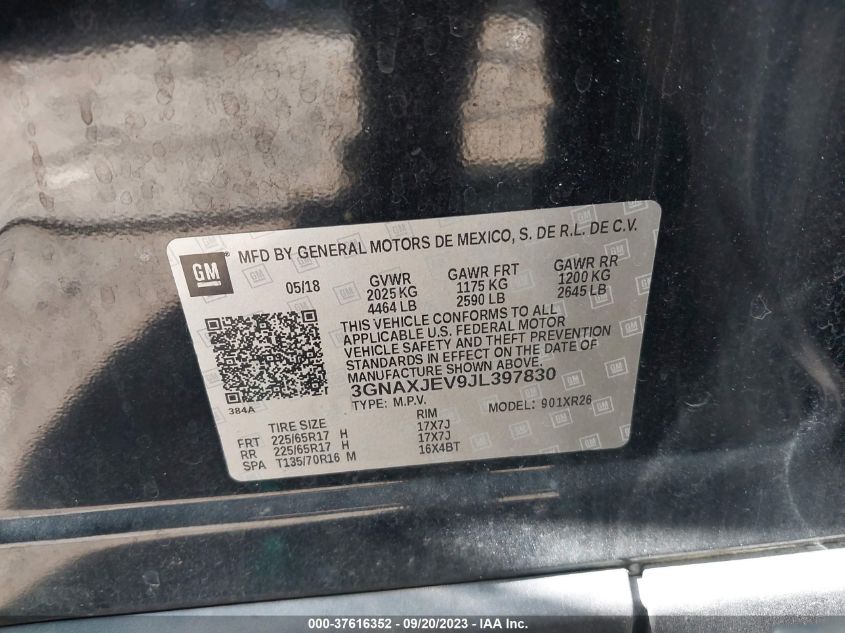 GM
MFD BY GENERAL MOTORS DE MEXICO, S. DE R.L. DE C.V.
05/18 GVWR GAWR FRT GAWR RR
2025 KG 1175 KG 1200 KG
4464 LB 2590 LB 2645 LB
THIS VEHICLE CONFORMS TO ALL
APPLICABLE U.S. FEDERAL MOTOR
VEHICLE SAFETY AND THEFT PREVENTION
STANDARDS IN EFFECT ON THE DATE OF
MANUFACTURE SHOWN ABOVE.
3GNAXJEV9JL397830
384A
TYPE: M.P.V. MODEL: 901XR26
TIRE SIZE RIM
FRT 225/65R17 H 17X7J
RR 225/65R17 H 17X7J
SPA T135/70R16 M 16X4BT
000-37616352 / 09/20/2023 / IAA Inc.